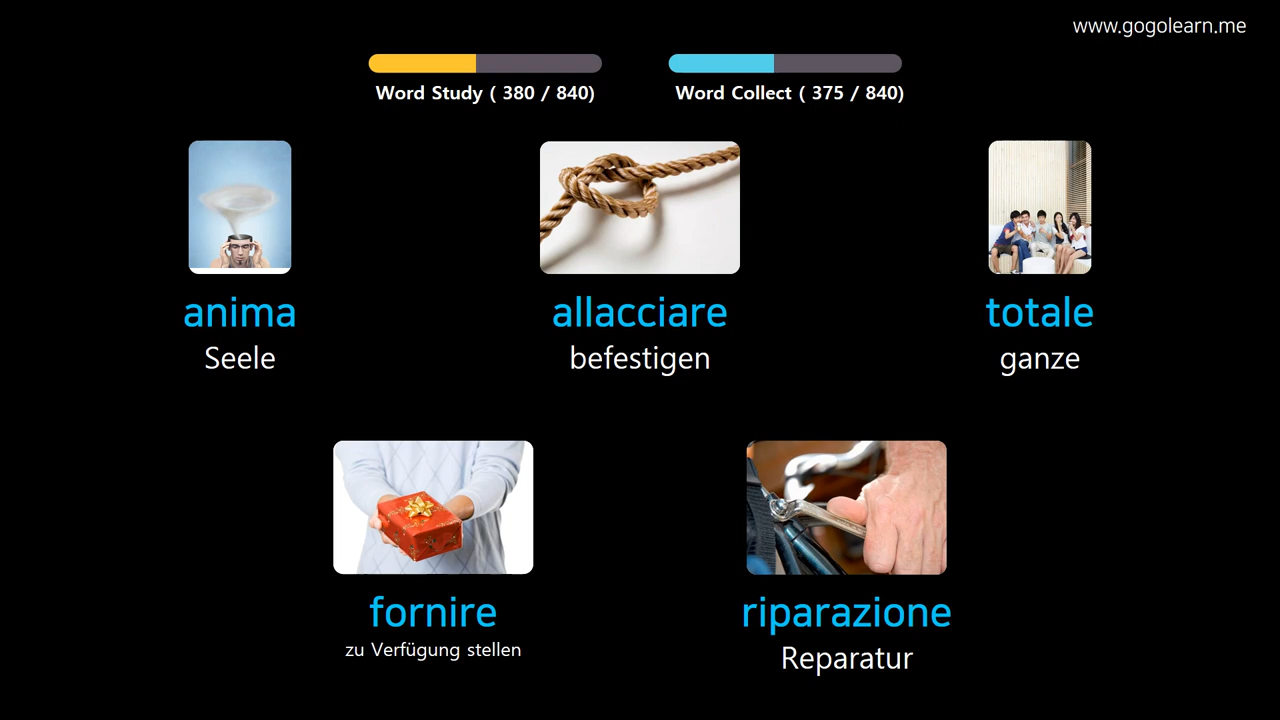 www.gogolearn.me
Word Study ( 380 / 840)
Word Collect ( 375 / 840)
anima
Seele
allacciare
befestigen
totale
ganze
fornire
zu Verfügung stellen
riparazione
Reparatur